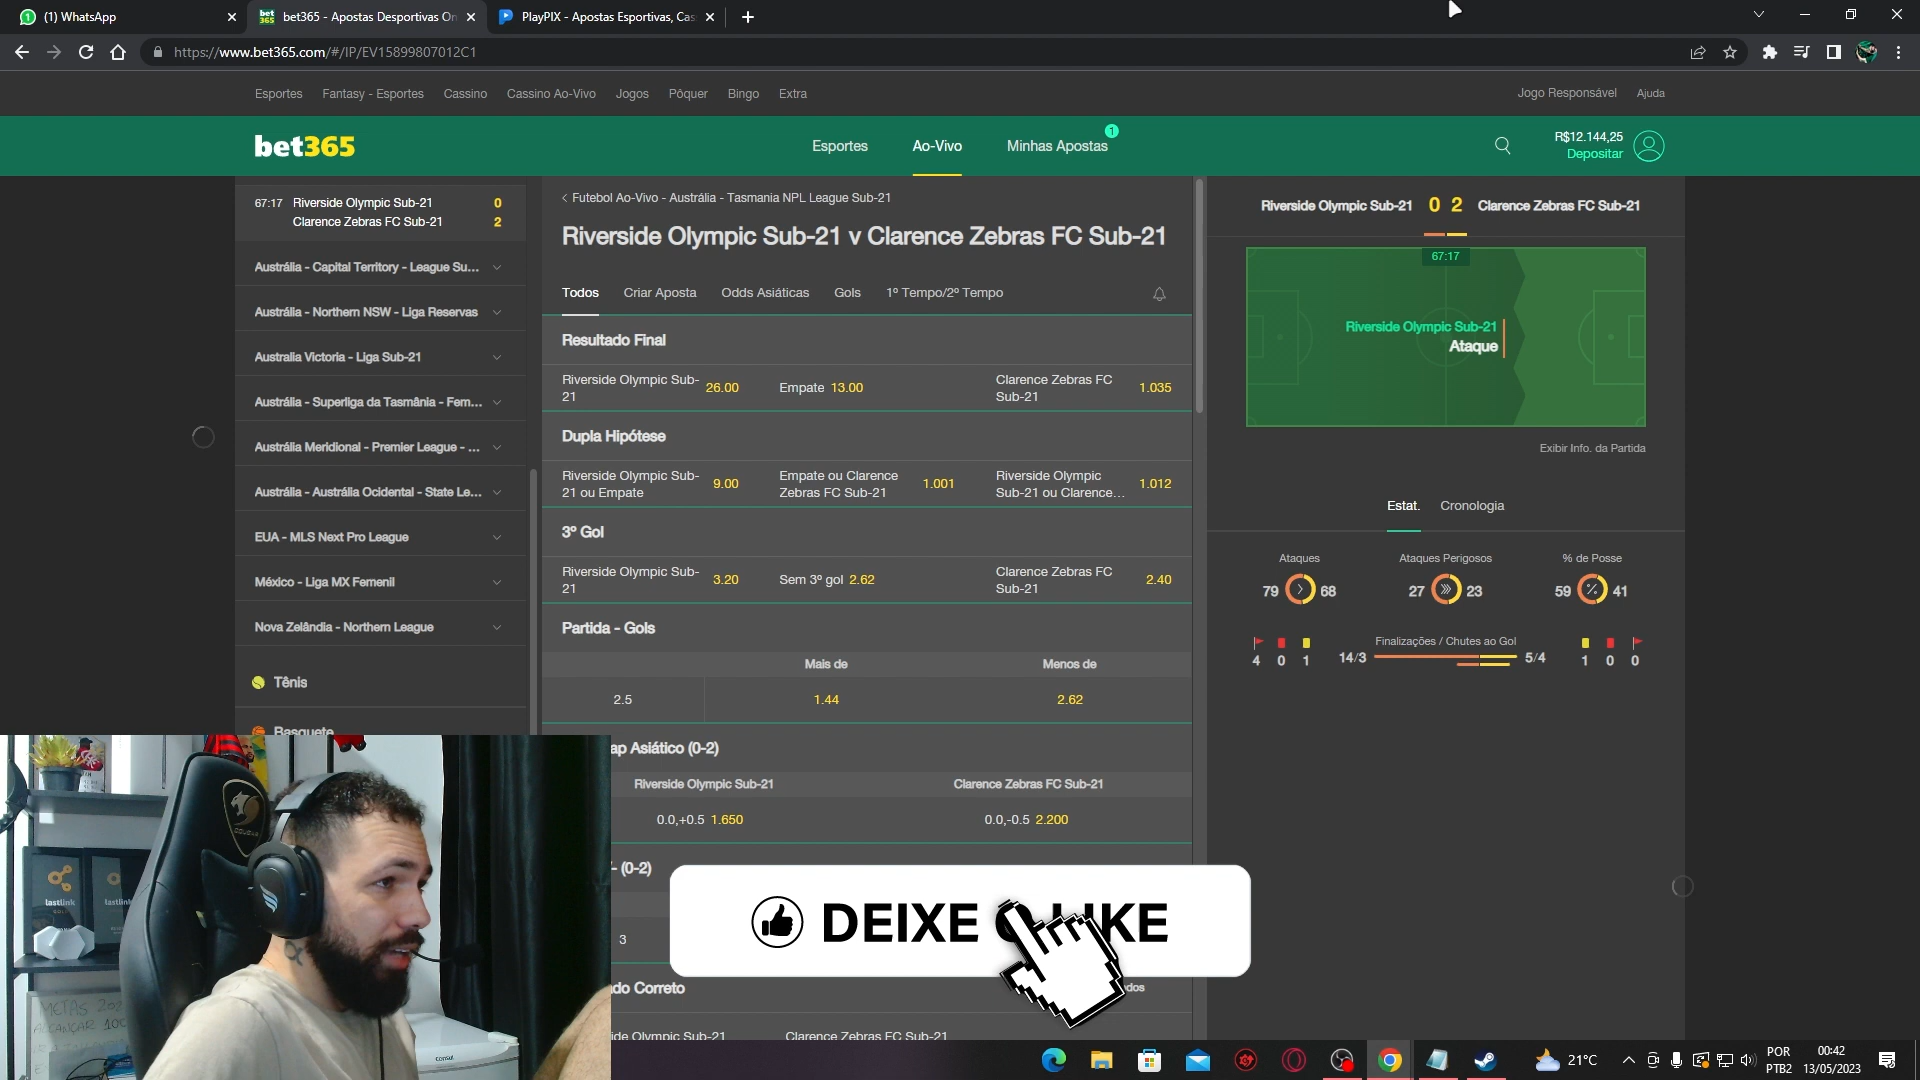 (1) WhatsApp
bet365 - Apostas Desportivas On
PlayPIX - Apostas Esportivas, Cas
https://www.bet365.com/#/IP/EV15899807012C1
Esportes Fantasy - Esportes Cassino Cassino Ao-Vivo Jogos Pôquer Bingo Extra
Jogo Responsável Ajuda
bet365
Esportes Ao-Vivo Minhas Apostas 1
R$12.144,25
Depositar
67:17 Riverside Olympic Sub-21 0
Clarence Zebras FC Sub-21 2
Austrália - Capital Territory - League Su...
Austrália - Northern NSW - Liga Reservas
Australia Victoria - Liga Sub-21
Austrália - Superliga da Tasmânia - Fem...
Austrália Meridional - Premier League - ...
Austrália - Austrália Ocidental - State Le...
EUA - MLS Next Pro League
México - Liga MX Femenil
Nova Zelândia - Northern League
Tênis
Basquete
< Futebol Ao-Vivo - Austrália - Tasmania NPL League Sub-21
Riverside Olympic Sub-21 v Clarence Zebras FC Sub-21
Todos Criar Aposta Odds Asiáticas Gols 1º Tempo/2º Tempo
Resultado Final
Riverside Olympic Sub-
21
26.00
Empate 13.00
Clarence Zebras FC
Sub-21
1.035
Dupla Hipótese
Riverside Olympic Sub-
21 ou Empate
9.00
Empate ou Clarence
Zebras FC Sub-21
1.001
Riverside Olympic
Sub-21 ou Clarence...
1.012
3º Gol
Riverside Olympic Sub-
21
3.20
Sem 3º gol 2.62
Clarence Zebras FC
Sub-21
2.40
Partida - Gols
Mais de Menos de
2.5 1.44 2.62
ap Asiático (0-2)
Riverside Olympic Sub-21 Clarence Zebras FC Sub-21
0.0,+0.5 1.650 0.0,-0.5 2.200
- (0-2)
3
DEIXE O LIKE
do Correto
dos
ide Olympic Sub-21 Clarence Zebras FC Sub-21
Riverside Olympic Sub-21 0 2 Clarence Zebras FC Sub-21
67:17
Riverside Olympic Sub-21
Ataque
Exibir Info. da Partida
Estat. Cronologia
Ataques Ataques Perigosos % de Posse
79 68 27 23 59 41
Finalizações / Chutes ao Gol
4 0 1 14/3 5/4 1 0 0
COUGAR
lastlink
lastlink
METAS 202
ALCANÇAR 100
consul
21°C
POR
PTB2
00:42
13/05/2023